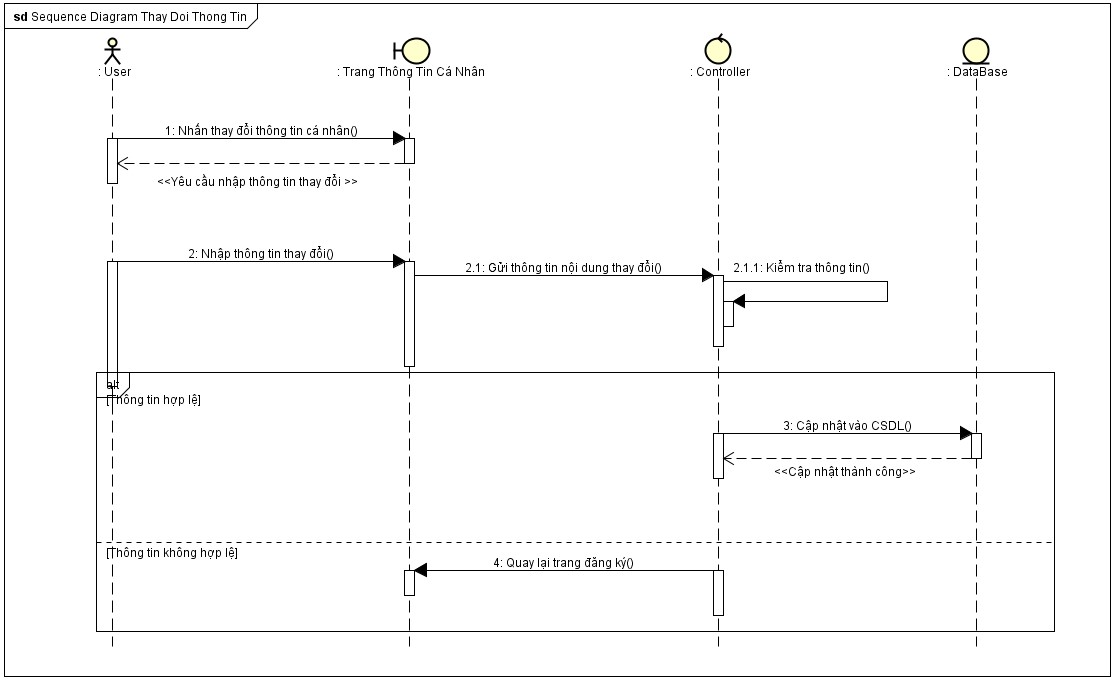 sd Sequence Diagram Thay Doi Thong Tin
: User
: Trang Thông Tin Cá Nhân
: Controller
: DataBase
1: Nhấn thay đổi thông tin cá nhân()
<<Yêu cầu nhập thông tin thay đổi >>
2: Nhập thông tin thay đổi()
2.1: Gửi thông tin nội dung thay đổi()
2.1.1: Kiểm tra thông tin()
alt
[Thông tin hợp lệ]
3: Cập nhật vào CSDL()
<<Cập nhật thành công>>
[Thông tin không hợp lệ]
4: Quay lại trang đăng ký()